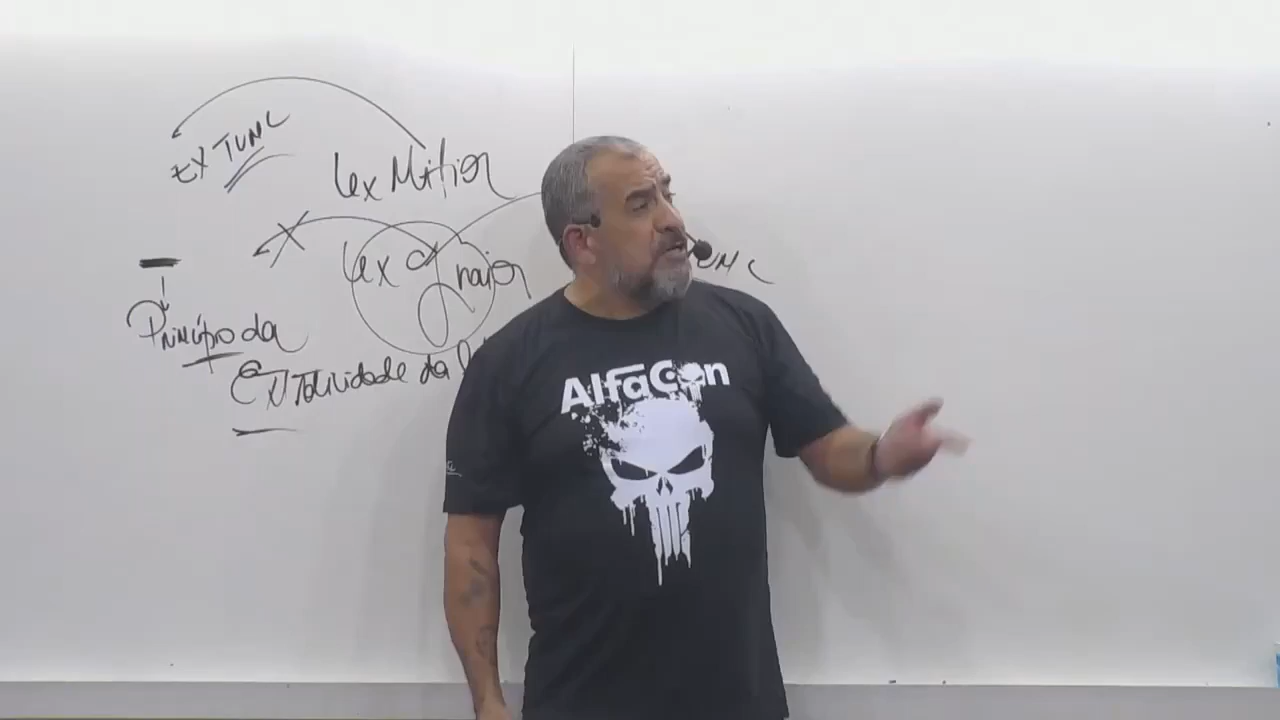 EX TUNC
Lex Mitior
Lex Gravior
Princípio da
Extratividade da
AlfaCon